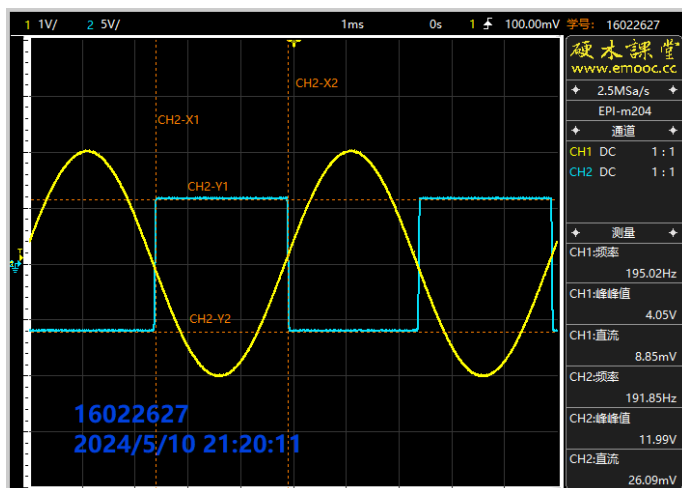 1 1V/ 2 5V/ 1ms 0s 1 100.00mV 学号: 16022627
硬木課堂
www.emooc.cc
2.5MSa/s
EPI-m204
通道
CH1 DC 1:1
CH2 DC 1:1
测量
CH1:频率
195.02Hz
CH1:峰峰值
4.05V
CH1:直流
8.85mV
CH2:频率
191.85Hz
CH2:峰峰值
11.99V
CH2:直流
26.09mV
CH2-X2
CH2-X1
CH2-Y1
CH2-Y2
16022627
2024/5/10 21:20:11